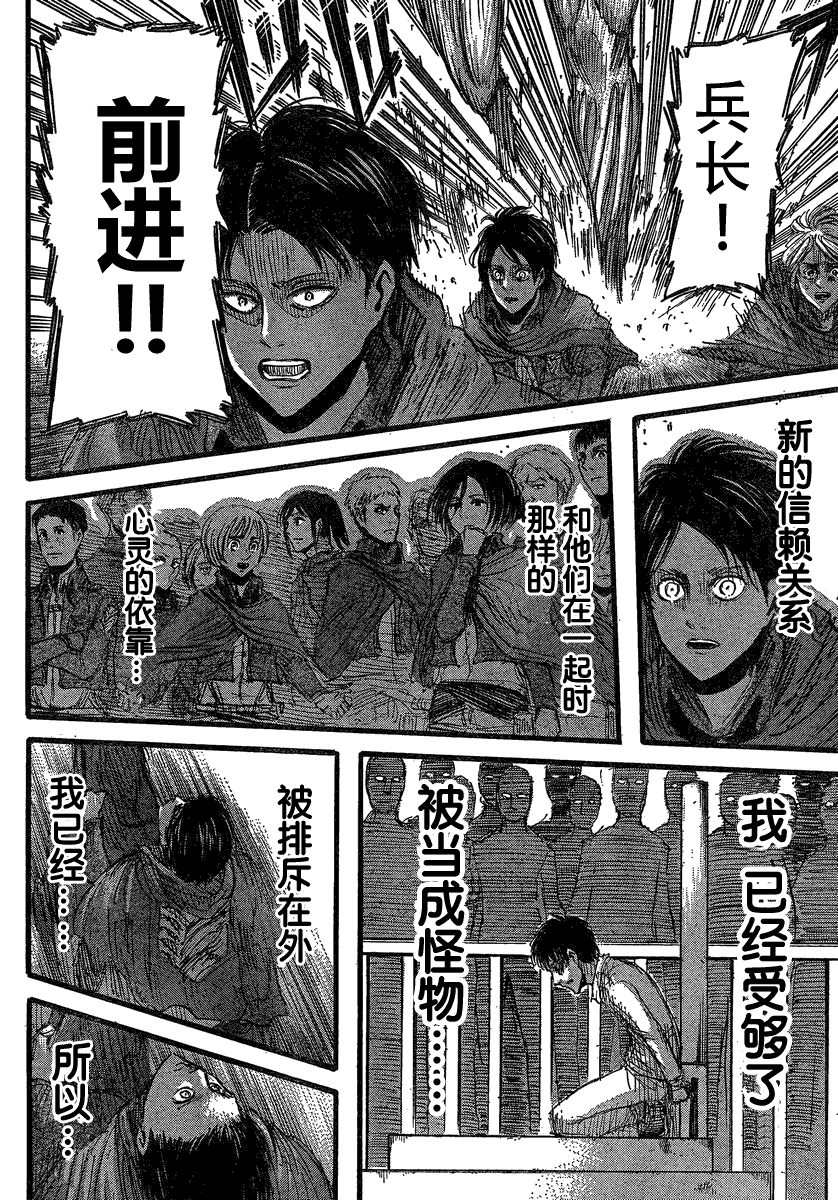 兵长！
前进！！
新的信赖关系
和他们在一起时
那样的
心灵的依靠…
我 已经受够了
被当成怪物……
被排斥在外
我已经……
所以…